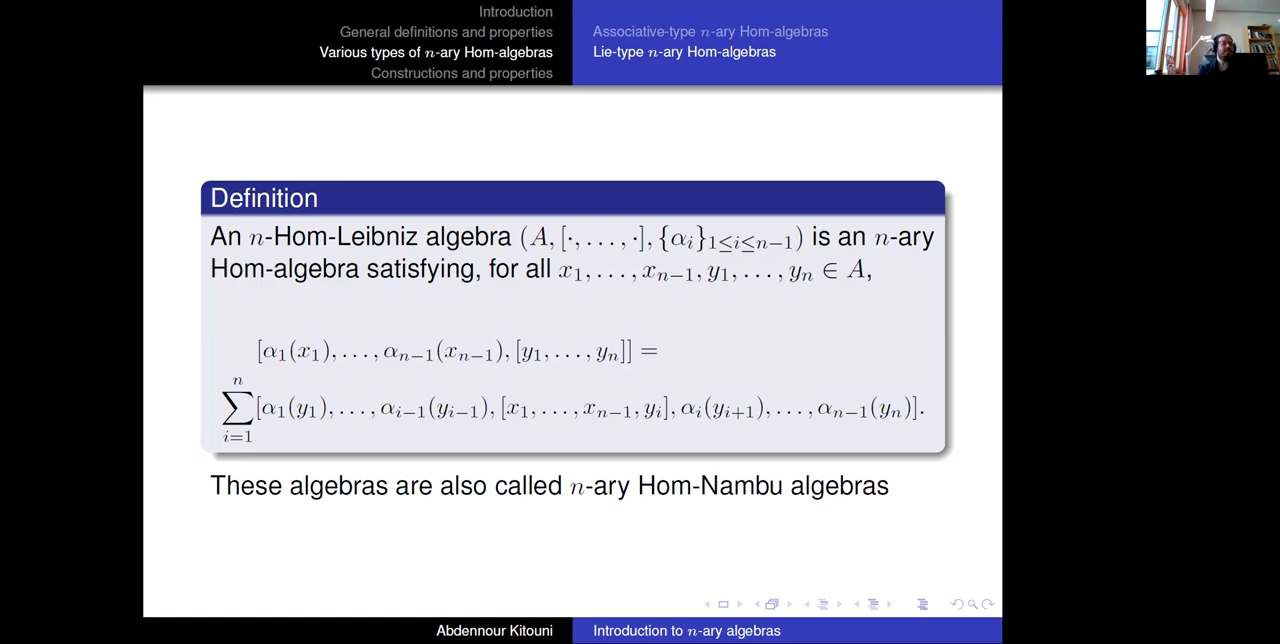 Introduction
General definitions and properties
Various types of n-ary Hom-algebras
Constructions and properties
Associative-type n-ary Hom-algebras
Lie-type n-ary Hom-algebras
Definition
An n-Hom-Leibniz algebra (A, [·, . . . , ·], {α_i}_{1≤i≤n−1}) is an n-ary
Hom-algebra satisfying, for all x_1, . . . , x_{n−1}, y_1, . . . , y_n ∈ A,
[α_1(x_1), . . . , α_{n−1}(x_{n−1}), [y_1, . . . , y_n]] =
∑_{i=1}^{n} [α_1(y_1), . . . , α_{i−1}(y_{i−1}), [x_1, . . . , x_{n−1}, y_i], α_i(y_{i+1}), . . . , α_{n−1}(y_n)].
These algebras are also called n-ary Hom-Nambu algebras
Abdennour Kitouni
Introduction to n-ary algebras